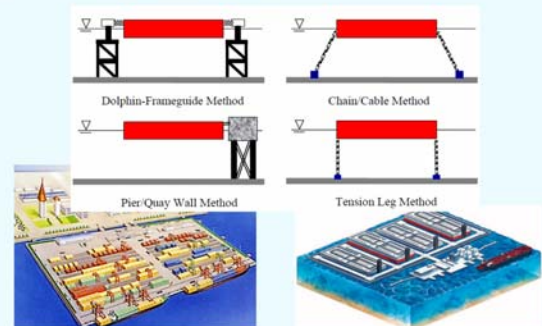 Dolphin-Frameguide Method
Chain/Cable Method
Pier/Quay Wall Method
Tension Leg Method